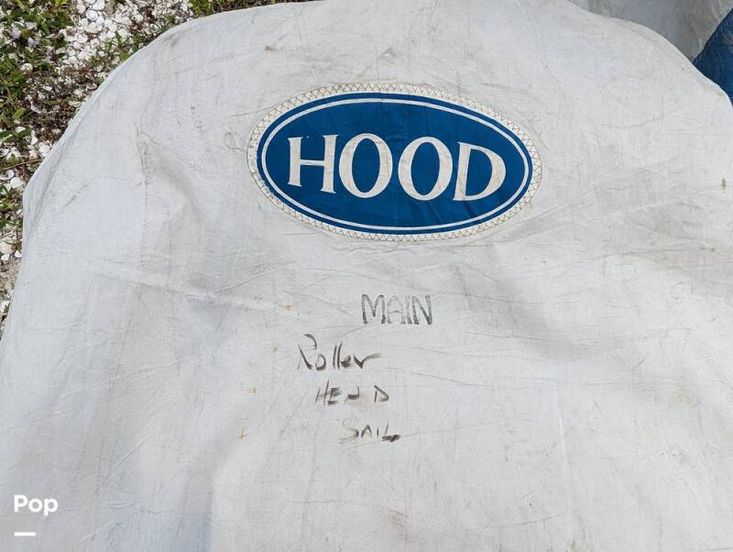 HOOD
MAIN
Roller
HEAD
SAIL
Pop